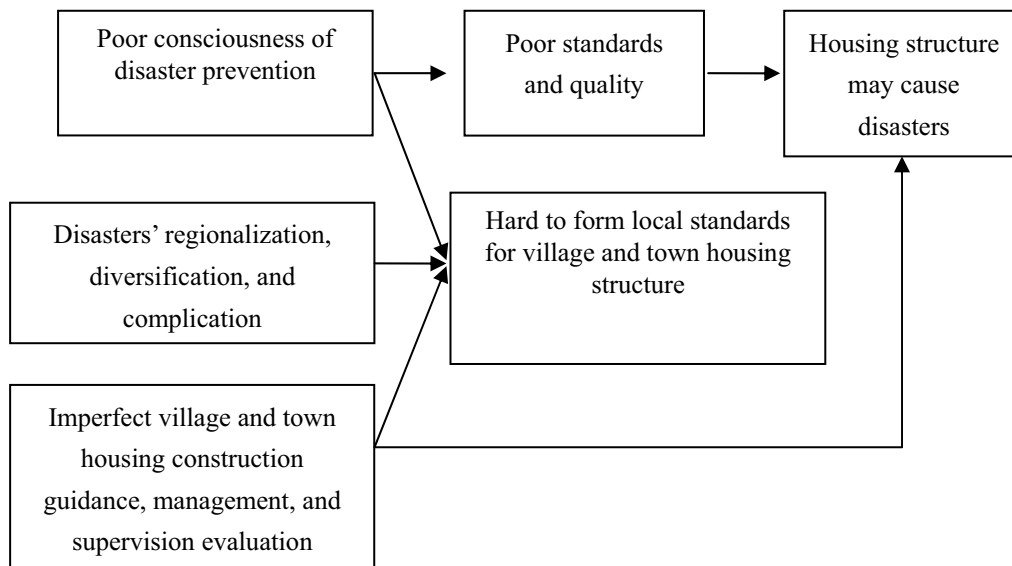 Poor consciousness of
disaster prevention
Poor standards
and quality
Housing structure
may cause
disasters
Disasters’ regionalization,
diversification, and
complication
Hard to form local standards
for village and town housing
structure
Imperfect village and town
housing construction
guidance, management, and
supervision evaluation